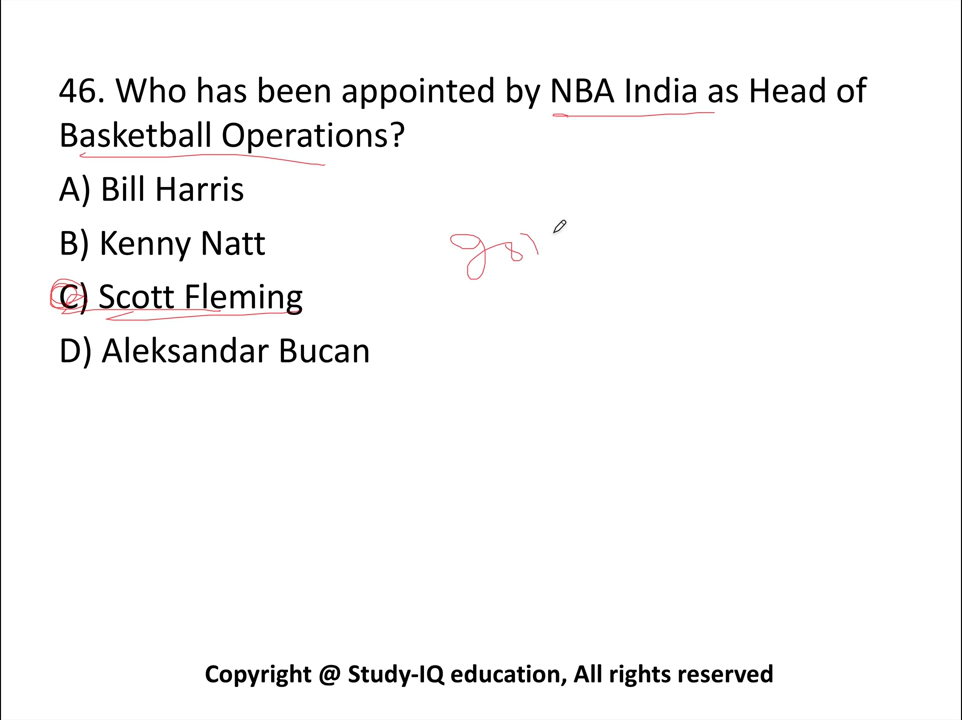 46. Who has been appointed by NBA India as Head of
Basketball Operations?
A) Bill Harris
B) Kenny Natt
C) Scott Fleming
D) Aleksandar Bucan
Copyright @ Study-IQ education, All rights reserved